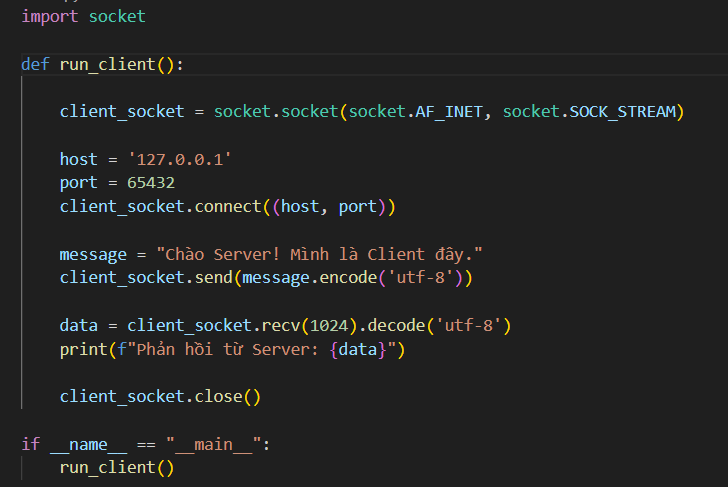 import socket
def run_client():
client_socket = socket.socket(socket.AF_INET, socket.SOCK_STREAM)
host = '127.0.0.1'
port = 65432
client_socket.connect((host, port))
message = "Chào Server! Mình là Client đây."
client_socket.send(message.encode('utf-8'))
data = client_socket.recv(1024).decode('utf-8')
print(f"Phản hồi từ Server: {data}")
client_socket.close()
if __name__ == "__main__":
run_client()